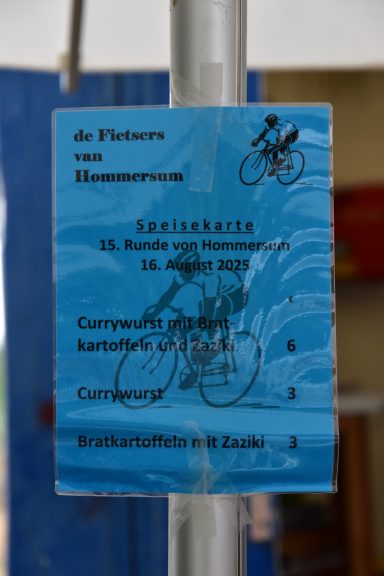 de Fietsers
van
Hommersum
Speisekarte
15. Runde von Hommersum
16. August 2025
€
Currywurst mit Brat-
kartoffeln und Zaziki 6
Currywurst 3
Bratkartoffeln mit Zaziki 3